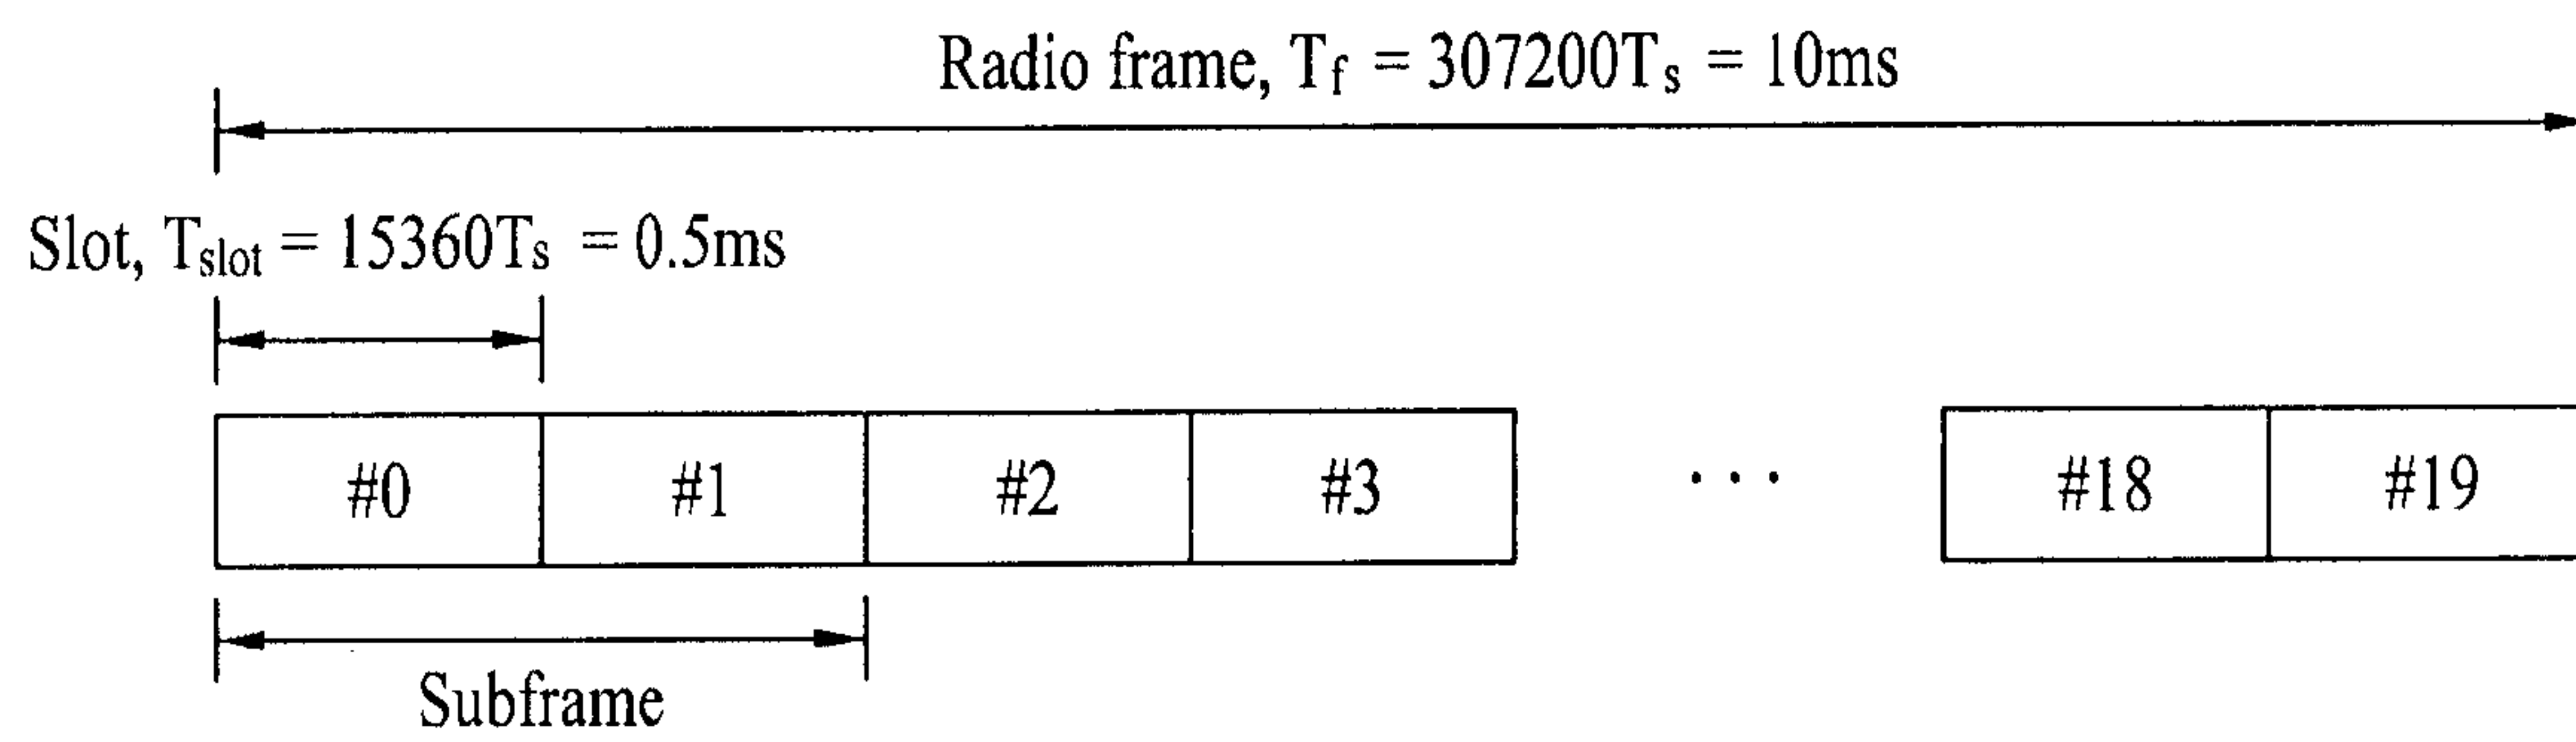 Radio frame, Tf = 307200Ts = 10ms
Slot, Tslot = 15360Ts = 0.5ms
#0 #1 #2 #3 ··· #18 #19
Subframe